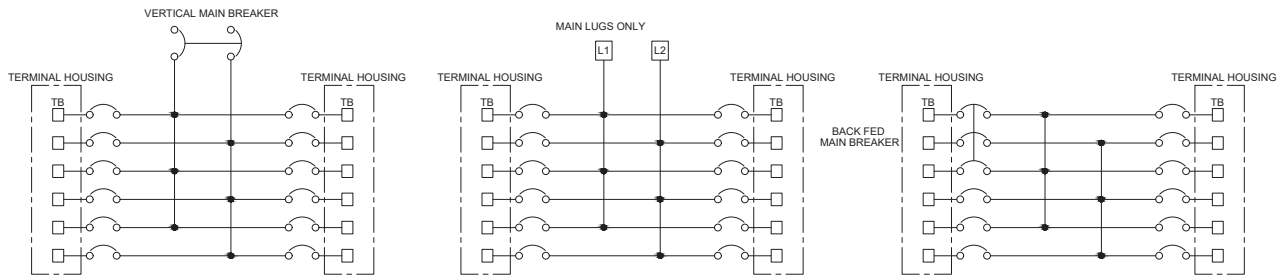 VERTICAL MAIN BREAKER
TERMINAL HOUSING
TERMINAL HOUSING
TB
TB
MAIN LUGS ONLY
L1
L2
TERMINAL HOUSING
TERMINAL HOUSING
TB
TB
TERMINAL HOUSING
TERMINAL HOUSING
TB
TB
BACK FED
MAIN BREAKER